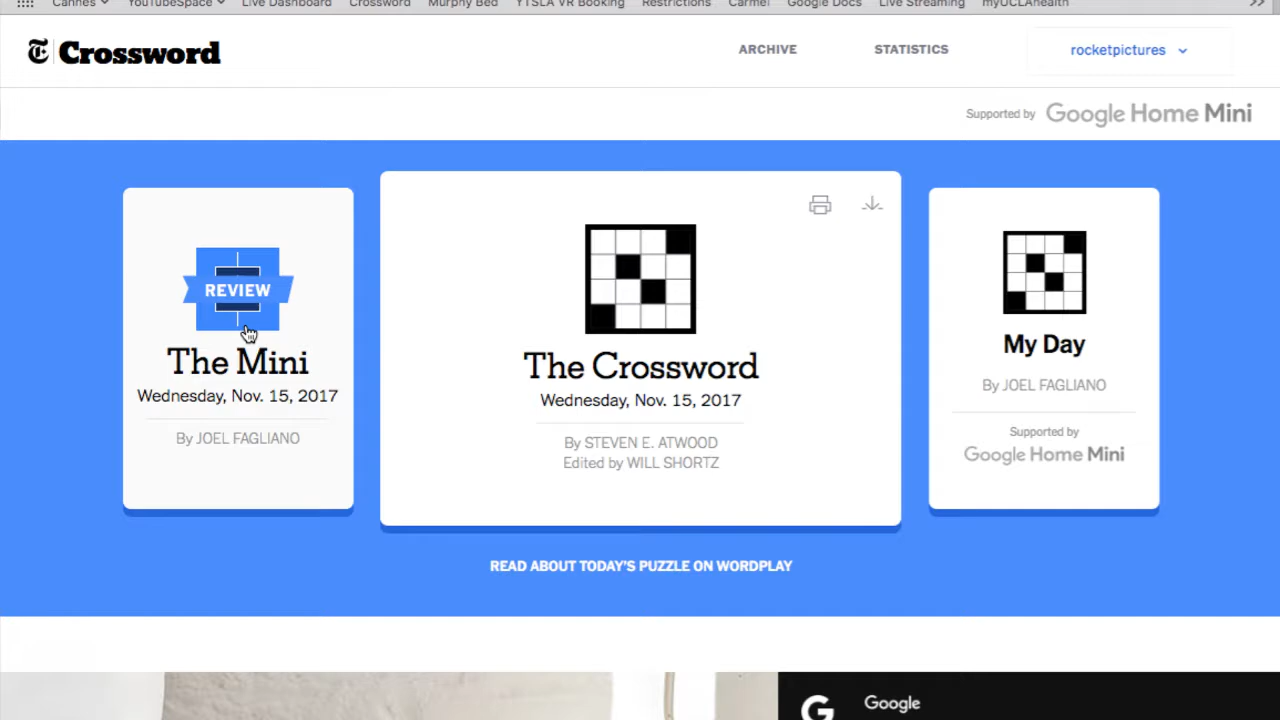 Cannes YouTubeSpace Live Dashboard Crossword Murphy Bed YTSLA VR Booking Restrictions Carmel Google Docs Live Streaming myUCLAhealth
T Crossword
ARCHIVE
STATISTICS
rocketpictures
Supported by Google Home Mini
REVIEW
The Mini
Wednesday, Nov. 15, 2017
By JOEL FAGLIANO
The Crossword
Wednesday, Nov. 15, 2017
By STEVEN E. ATWOOD
Edited by WILL SHORTZ
My Day
By JOEL FAGLIANO
Supported by
Google Home Mini
READ ABOUT TODAY'S PUZZLE ON WORDPLAY
G Google